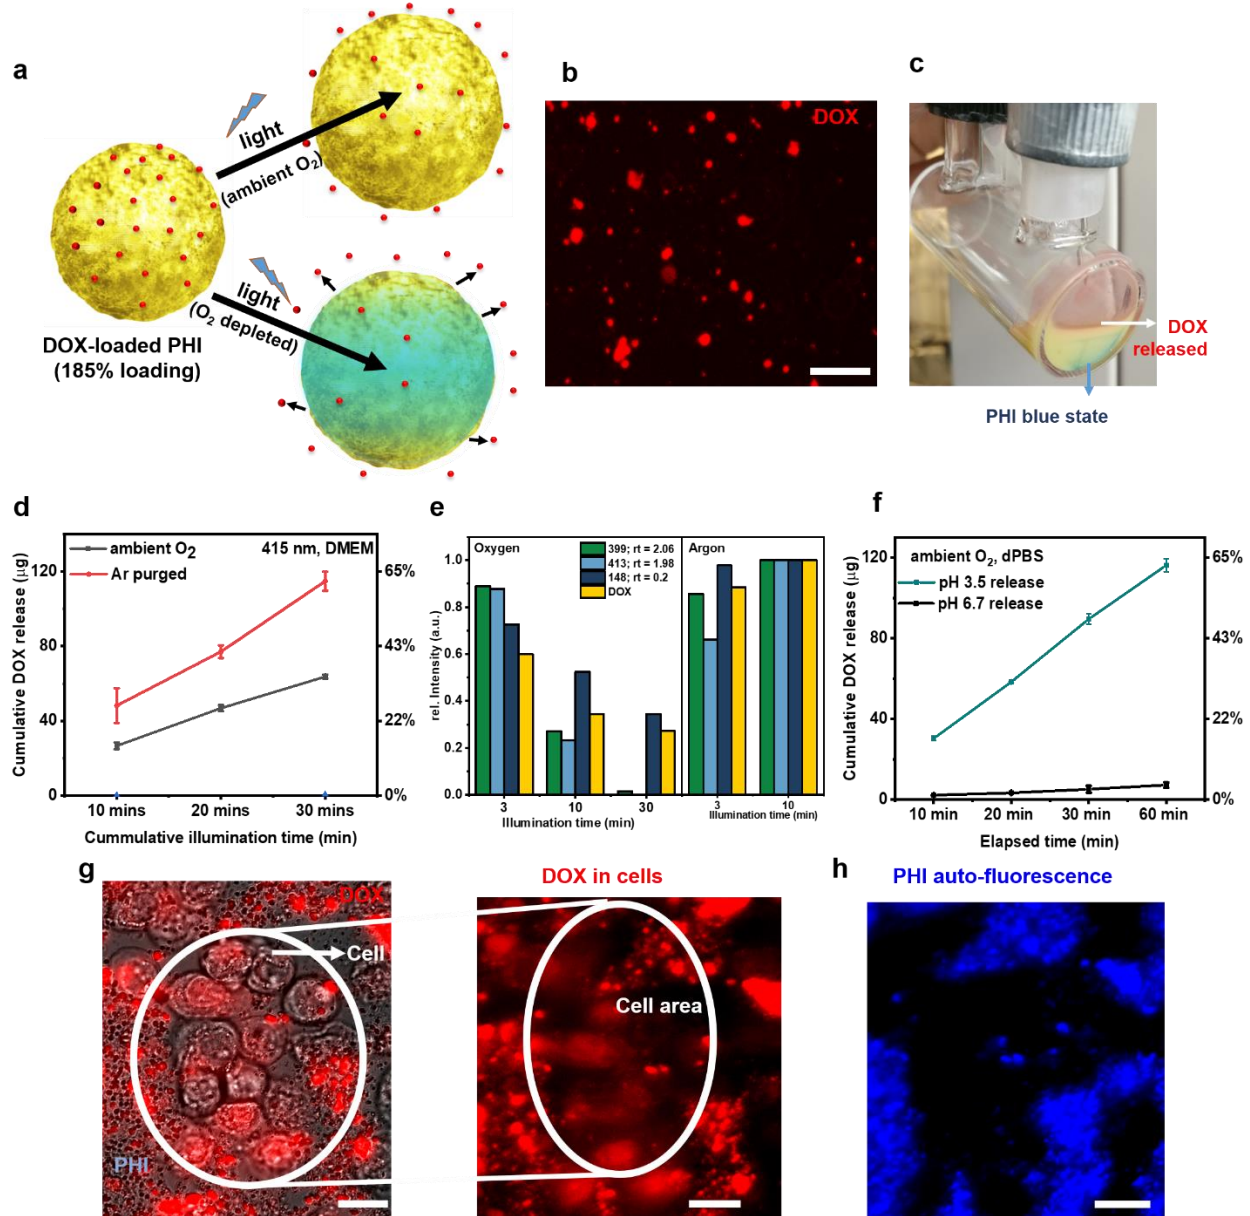 a
light
(ambient O2)
light
(O2 depleted)
DOX-loaded PHI
(185% loading)
b
DOX
c
DOX
released
PHI blue state
d
ambient O2
Ar purged
415 nm, DMEM
Cumulative DOX release (μg)
120
80
40
0
65%
43%
22%
0%
10 mins
20 mins
30 mins
Cummulative illumination time (min)
e
Oxygen
399; rt = 2.06
413; rt = 1.98
148; rt = 0.2
DOX
Argon
rel. Intensity (a.u.)
1.0
0.8
0.6
0.4
0.2
0.0
3
10
30
3
10
Illumination time (min)
Illumination time (min)
f
ambient O2, dPBS
pH 3.5 release
pH 6.7 release
Cumulative DOX release (μg)
120
80
40
0
65%
43%
22%
0%
10 min
20 min
30 min
60 min
Elapsed time (min)
g
DOX
Cell
PHI
DOX in cells
Cell area
h
PHI auto-fluorescence